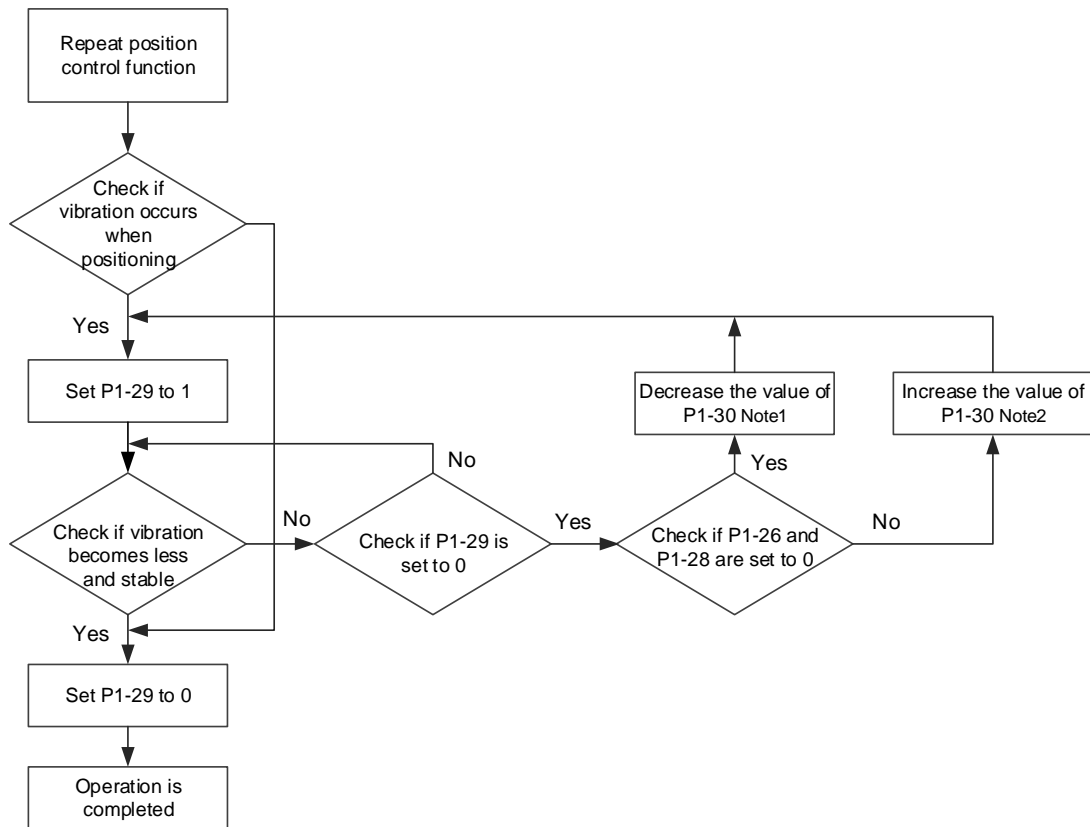 Repeat position
control function
Check if
vibration occurs
when
positioning
Yes
Set P1-29 to 1
Decrease the value of
P1-30 Note1
Increase the value of
P1-30 Note2
No
Yes
Check if vibration
becomes less
and stable
No
Check if P1-29 is
set to 0
Yes
Check if P1-26 and
P1-28 are set to 0
No
Yes
Set P1-29 to 0
Operation is
completed